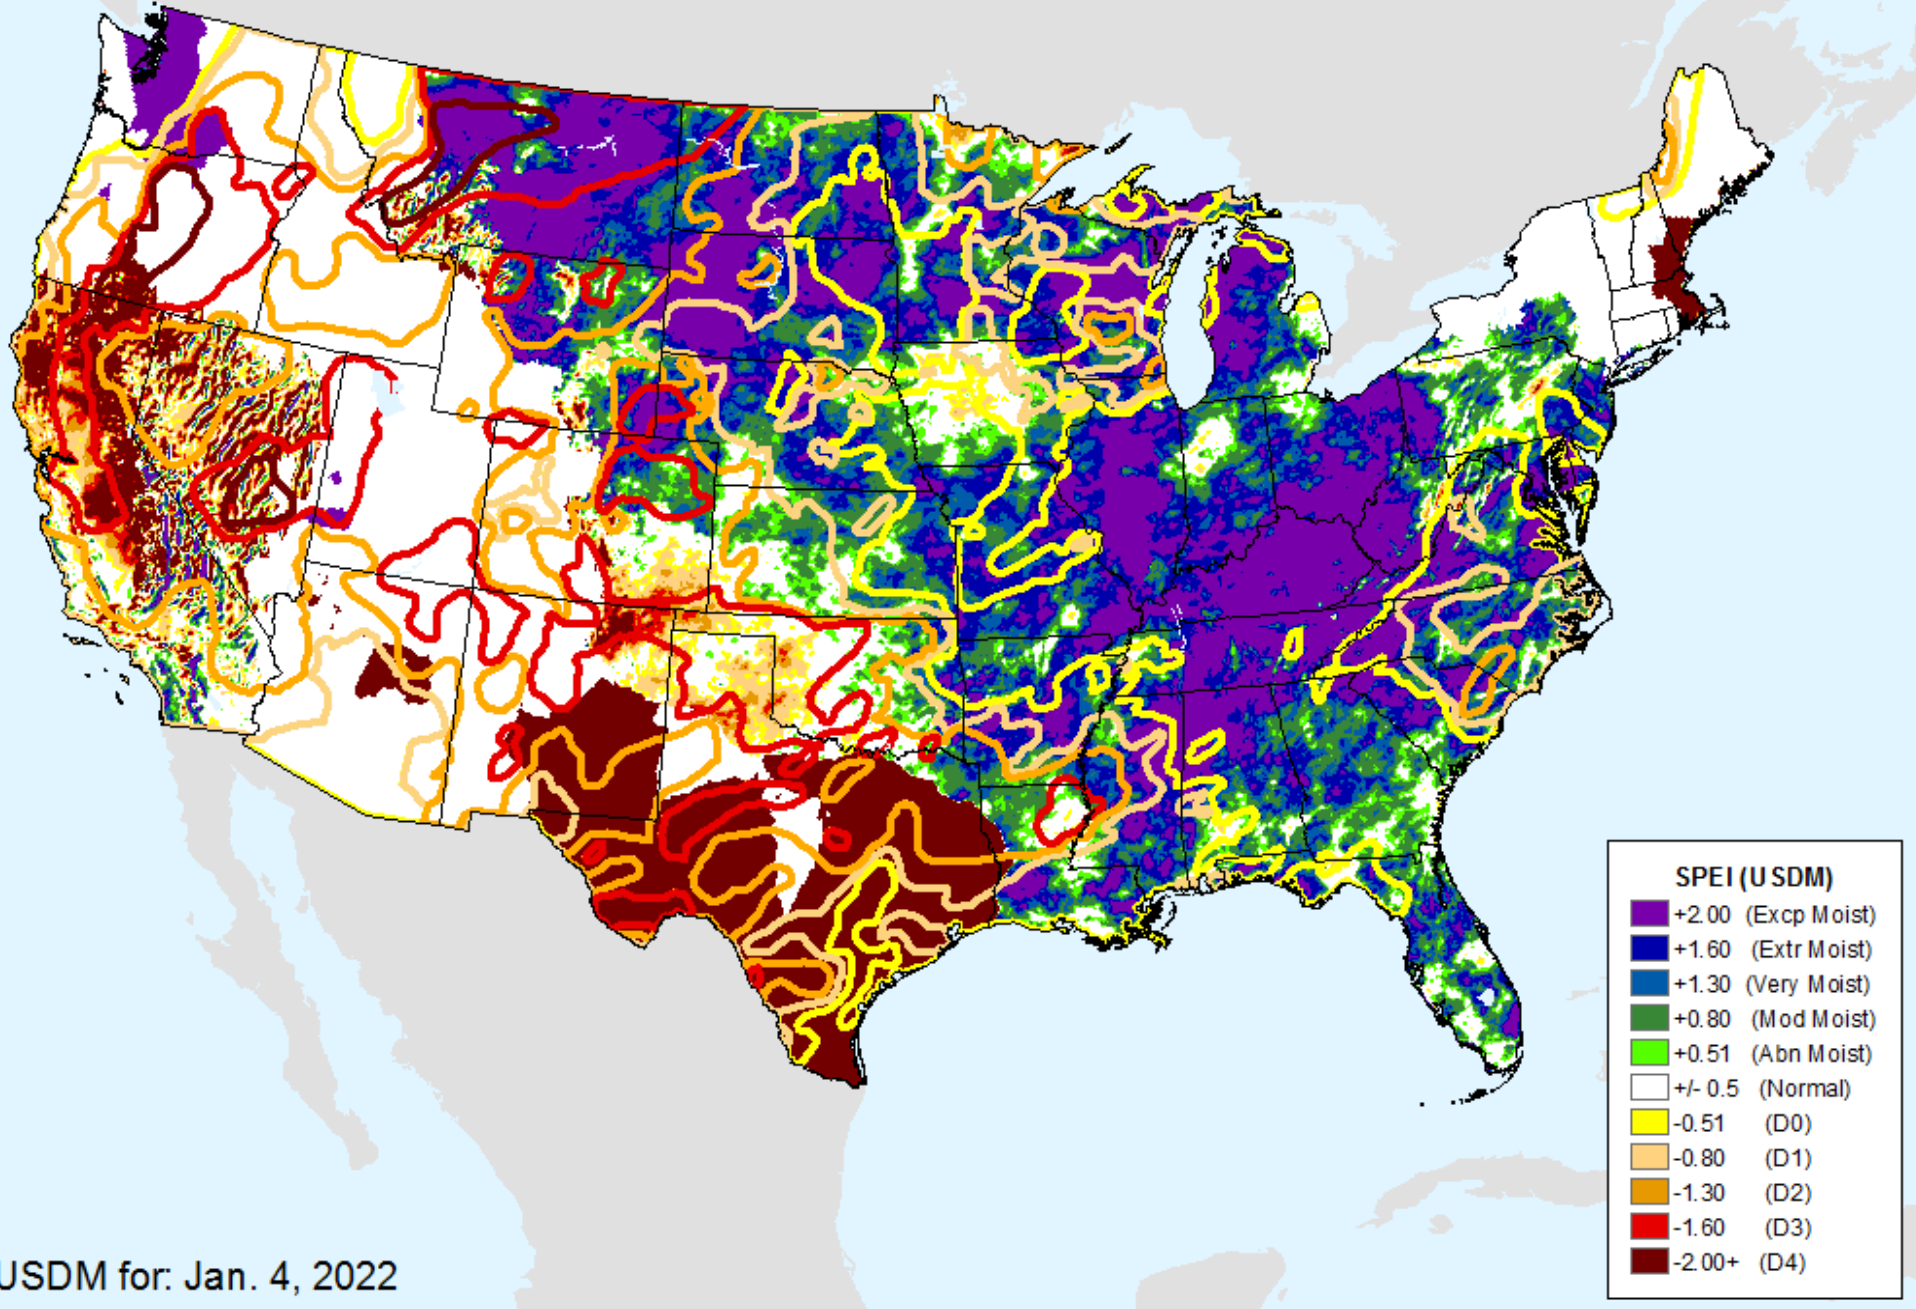 SPEI (USDM)
+2.00 (Excp Moist)
+1.60 (Extr Moist)
+1.30 (Very Moist)
+0.80 (Mod Moist)
+0.51 (Abn Moist)
+/- 0.5 (Normal)
-0.51 (D0)
-0.80 (D1)
-1.30 (D2)
-1.60 (D3)
-2.00+ (D4)
USDM for: Jan. 4, 2022